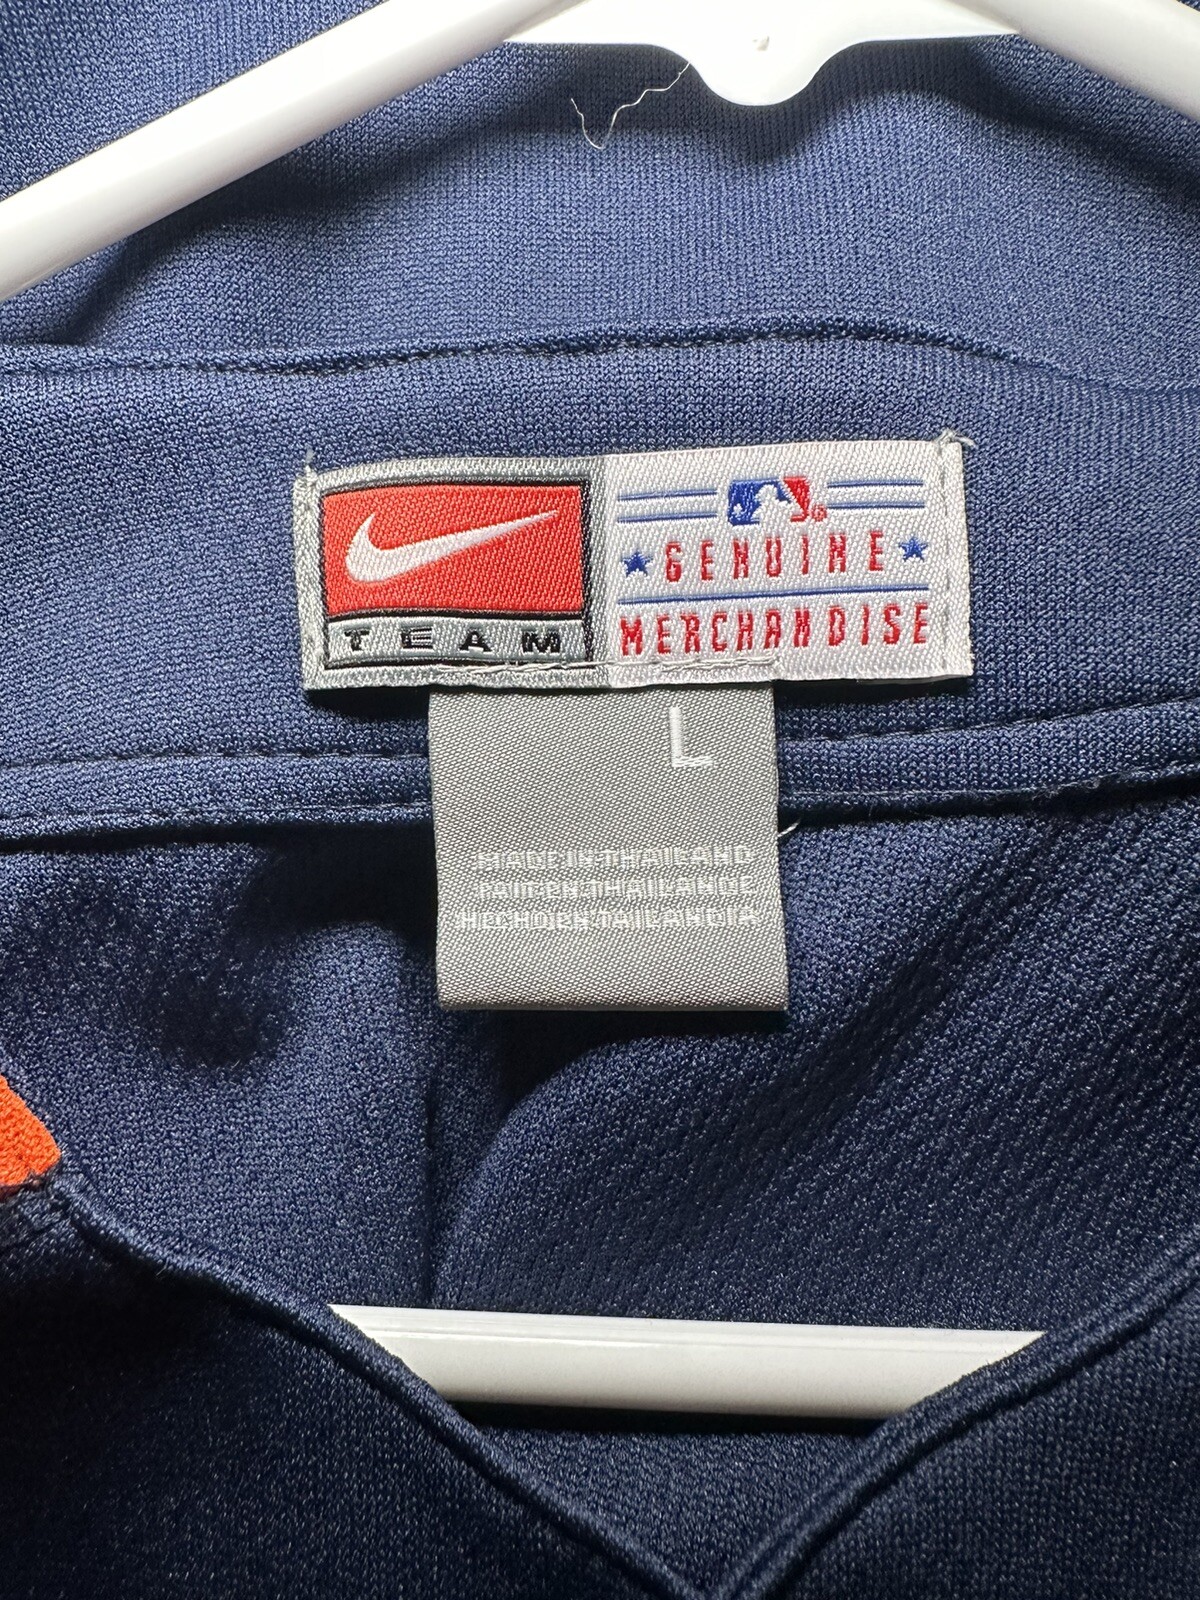 TEAM
GENUINE
MERCHANDISE
L
MADE IN THAILAND
FAIT EN THAILANDE
HECHO EN TAILANDIA